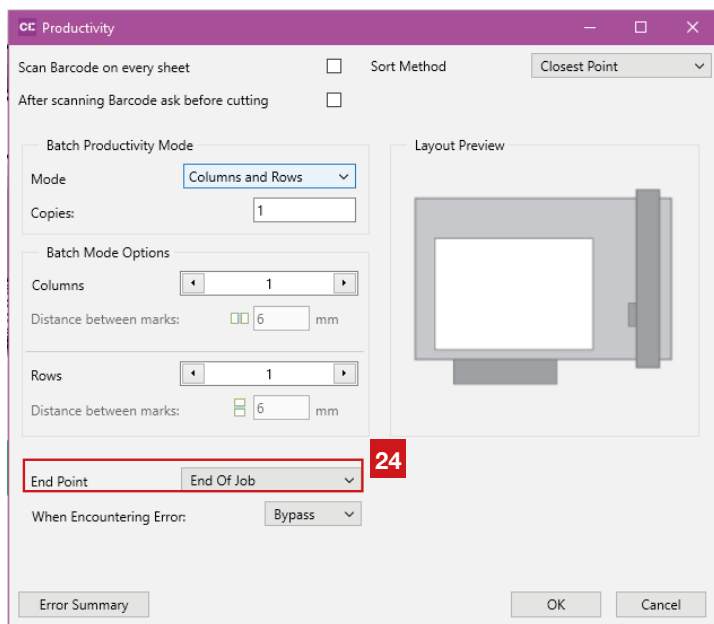 CE Productivity
Scan Barcode on every sheet
Sort Method Closest Point
After scanning Barcode ask before cutting
Batch Productivity Mode
Mode Columns and Rows
Copies: 1
Layout Preview
Batch Mode Options
Columns 1
Distance between marks: 6 mm
Rows 1
Distance between marks: 6 mm
24
End Point End Of Job
When Encountering Error: Bypass
Error Summary
OK
Cancel